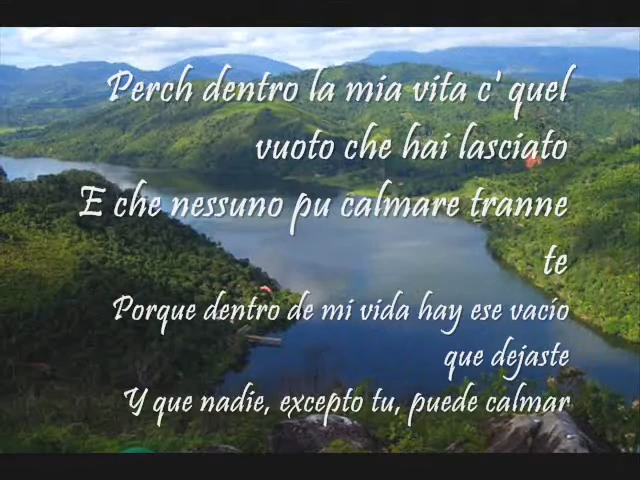 Perch dentro la mia vita c' quel
vuoto che hai lasciato
E che nessuno pu calmare tranne
te
Porque dentro de mi vida hay ese vacío
que dejaste
Y que nadie, excepto tu, puede calmar